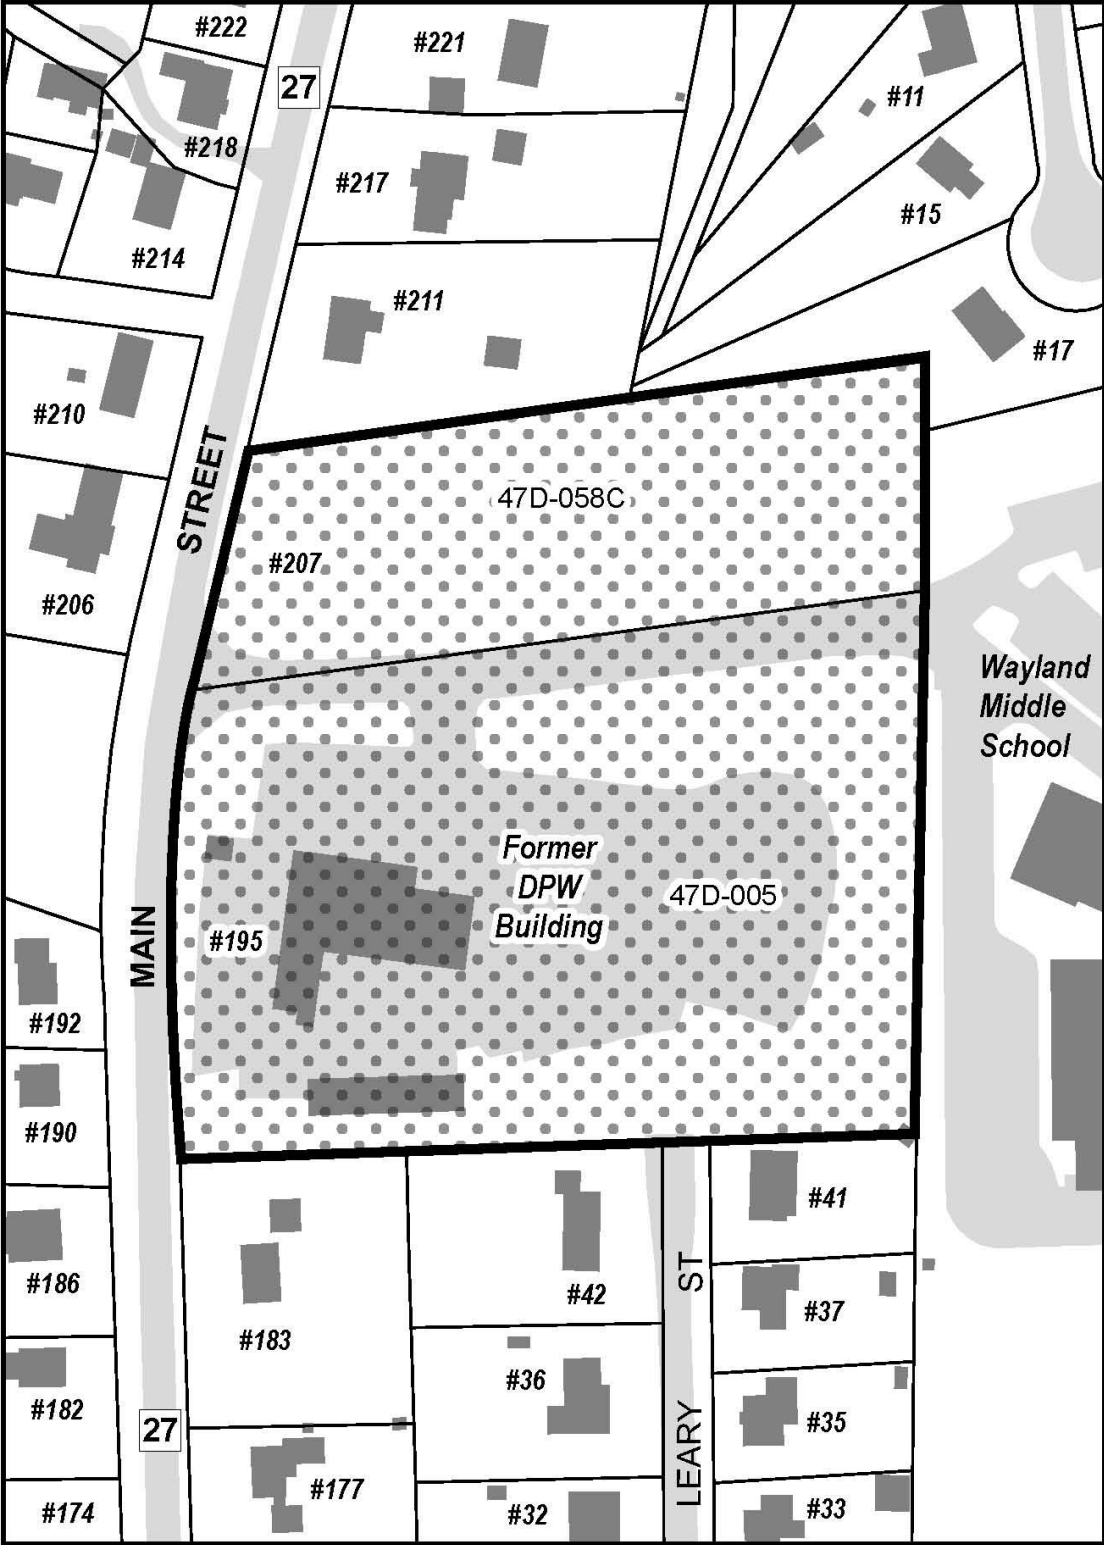 #222
#221
27
#11
#218
#217
#15
#214
#211
#17
#210
STREET
47D-058C
#207
#206
Wayland
Middle
School
Former
DPW
Building
47D-005
MAIN
#195
#192
#190
#41
#186
ST
#42
#37
#183
#36
#182
27
LEARY
#35
#177
#174
#32
#33